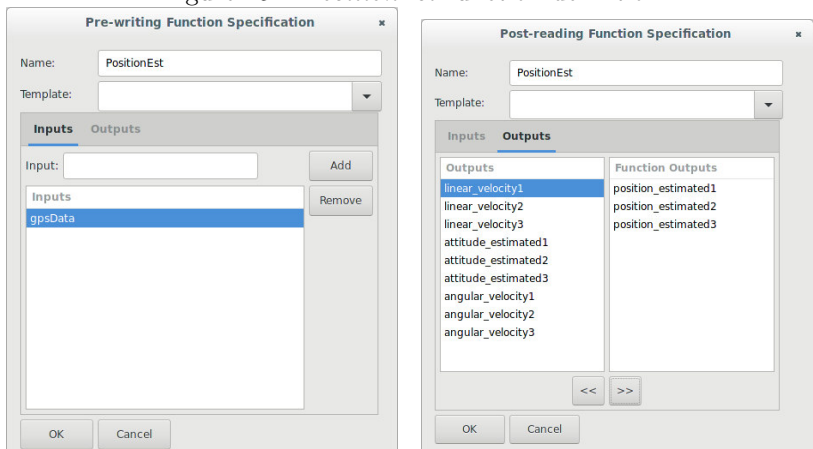 Pre-writing Function Specification
Name: PositionEst
Template:
Inputs Outputs
Input: Add
Inputs Remove
gpsData
OK Cancel
Post-reading Function Specification
Name: PositionEst
Template:
Inputs Outputs
Outputs Function Outputs
linear_velocity1 position_estimated1
linear_velocity2 position_estimated2
linear_velocity3 position_estimated3
attitude_estimated1
attitude_estimated2
attitude_estimated3
angular_velocity1
angular_velocity2
angular_velocity3
<< >>
OK Cancel